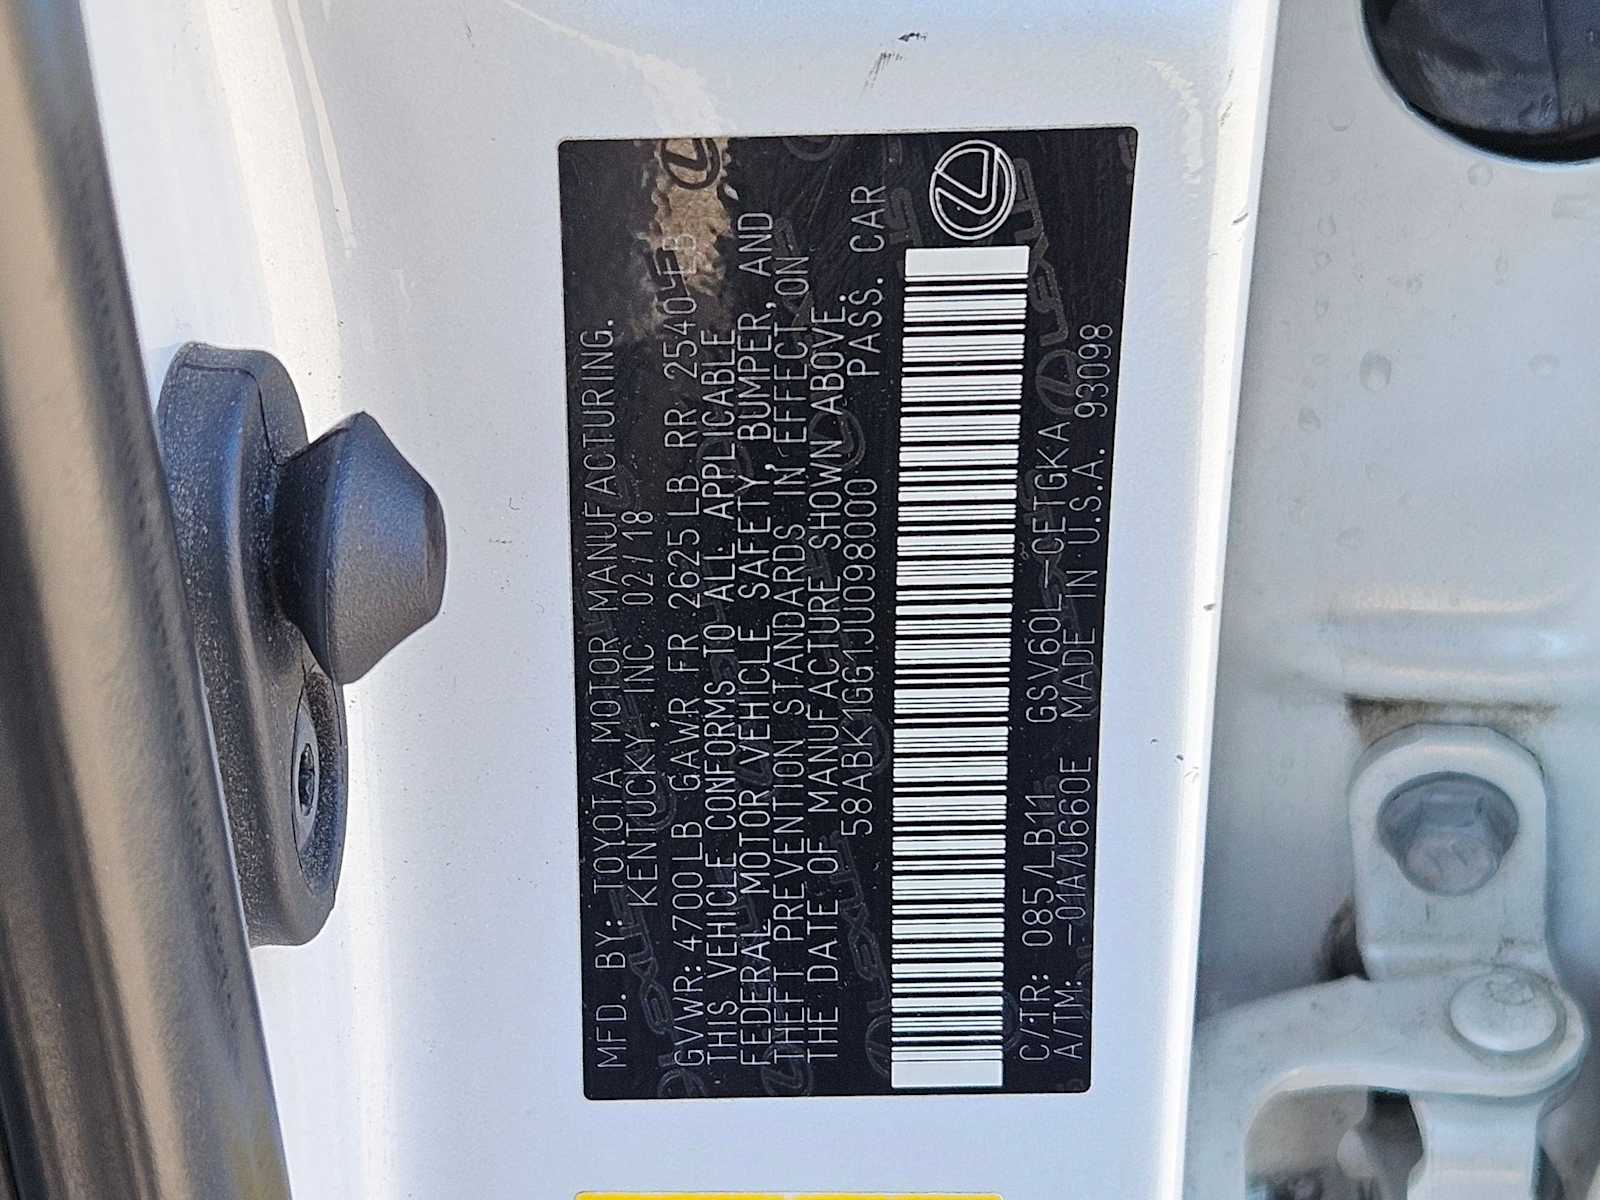 MFD. BY: TOYOTA MOTOR MANUFACTURING.
KENTUCKY, INC 02/18
GVWR: 4700LB GAWR FR 2625LB RR 2540LB
THIS VEHICLE CONFORMS TO ALL APPLICABLE
FEDERAL MOTOR VEHICLE SAFETY, BUMPER, AND
THEFT PREVENTION STANDARDS IN EFFECT ON
THE DATE OF MANUFACTURE SHOWN ABOVE.
58ABK1GG1JU098000 PASS. CAR
C/TR: 085/LB11 GSV60L-CETGKA
A/TM: -01A/U660E MADE IN U.S.A. 93098
LEXUS